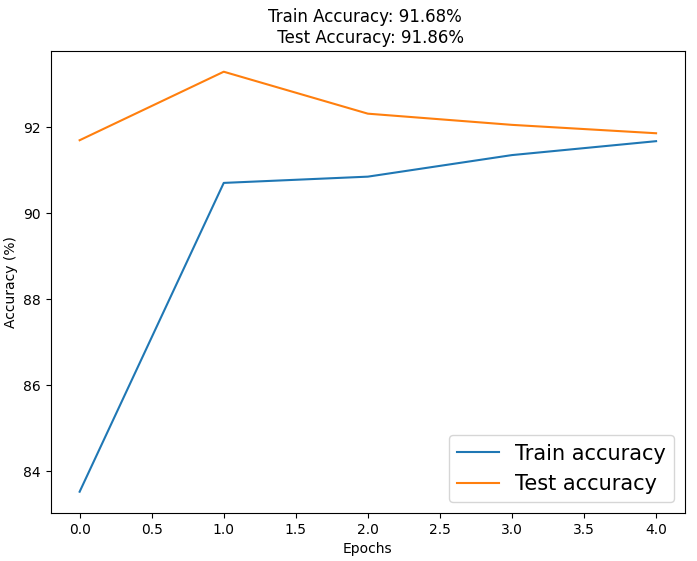 Train Accuracy: 91.68%
Test Accuracy: 91.86%
Accuracy (%)
92
90
88
86
84
Train accuracy
Test accuracy
0.0 0.5 1.0 1.5 2.0 2.5 3.0 3.5 4.0
Epochs